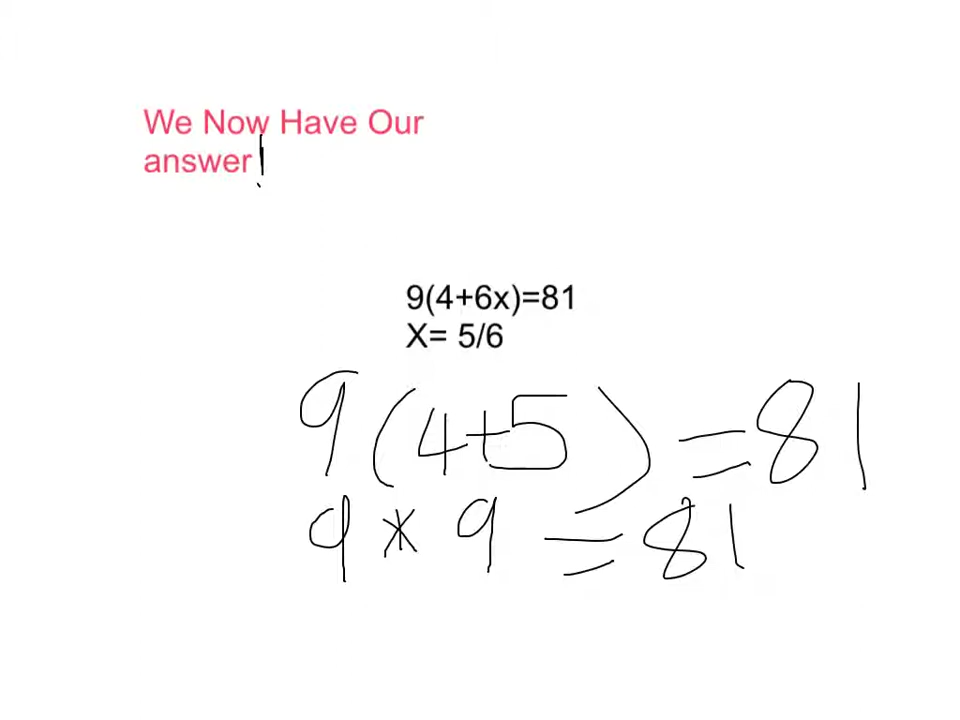 We Now Have Our
answer!
9(4+6x)=81
X= 5/6
9(4+5)=81
9*9=81